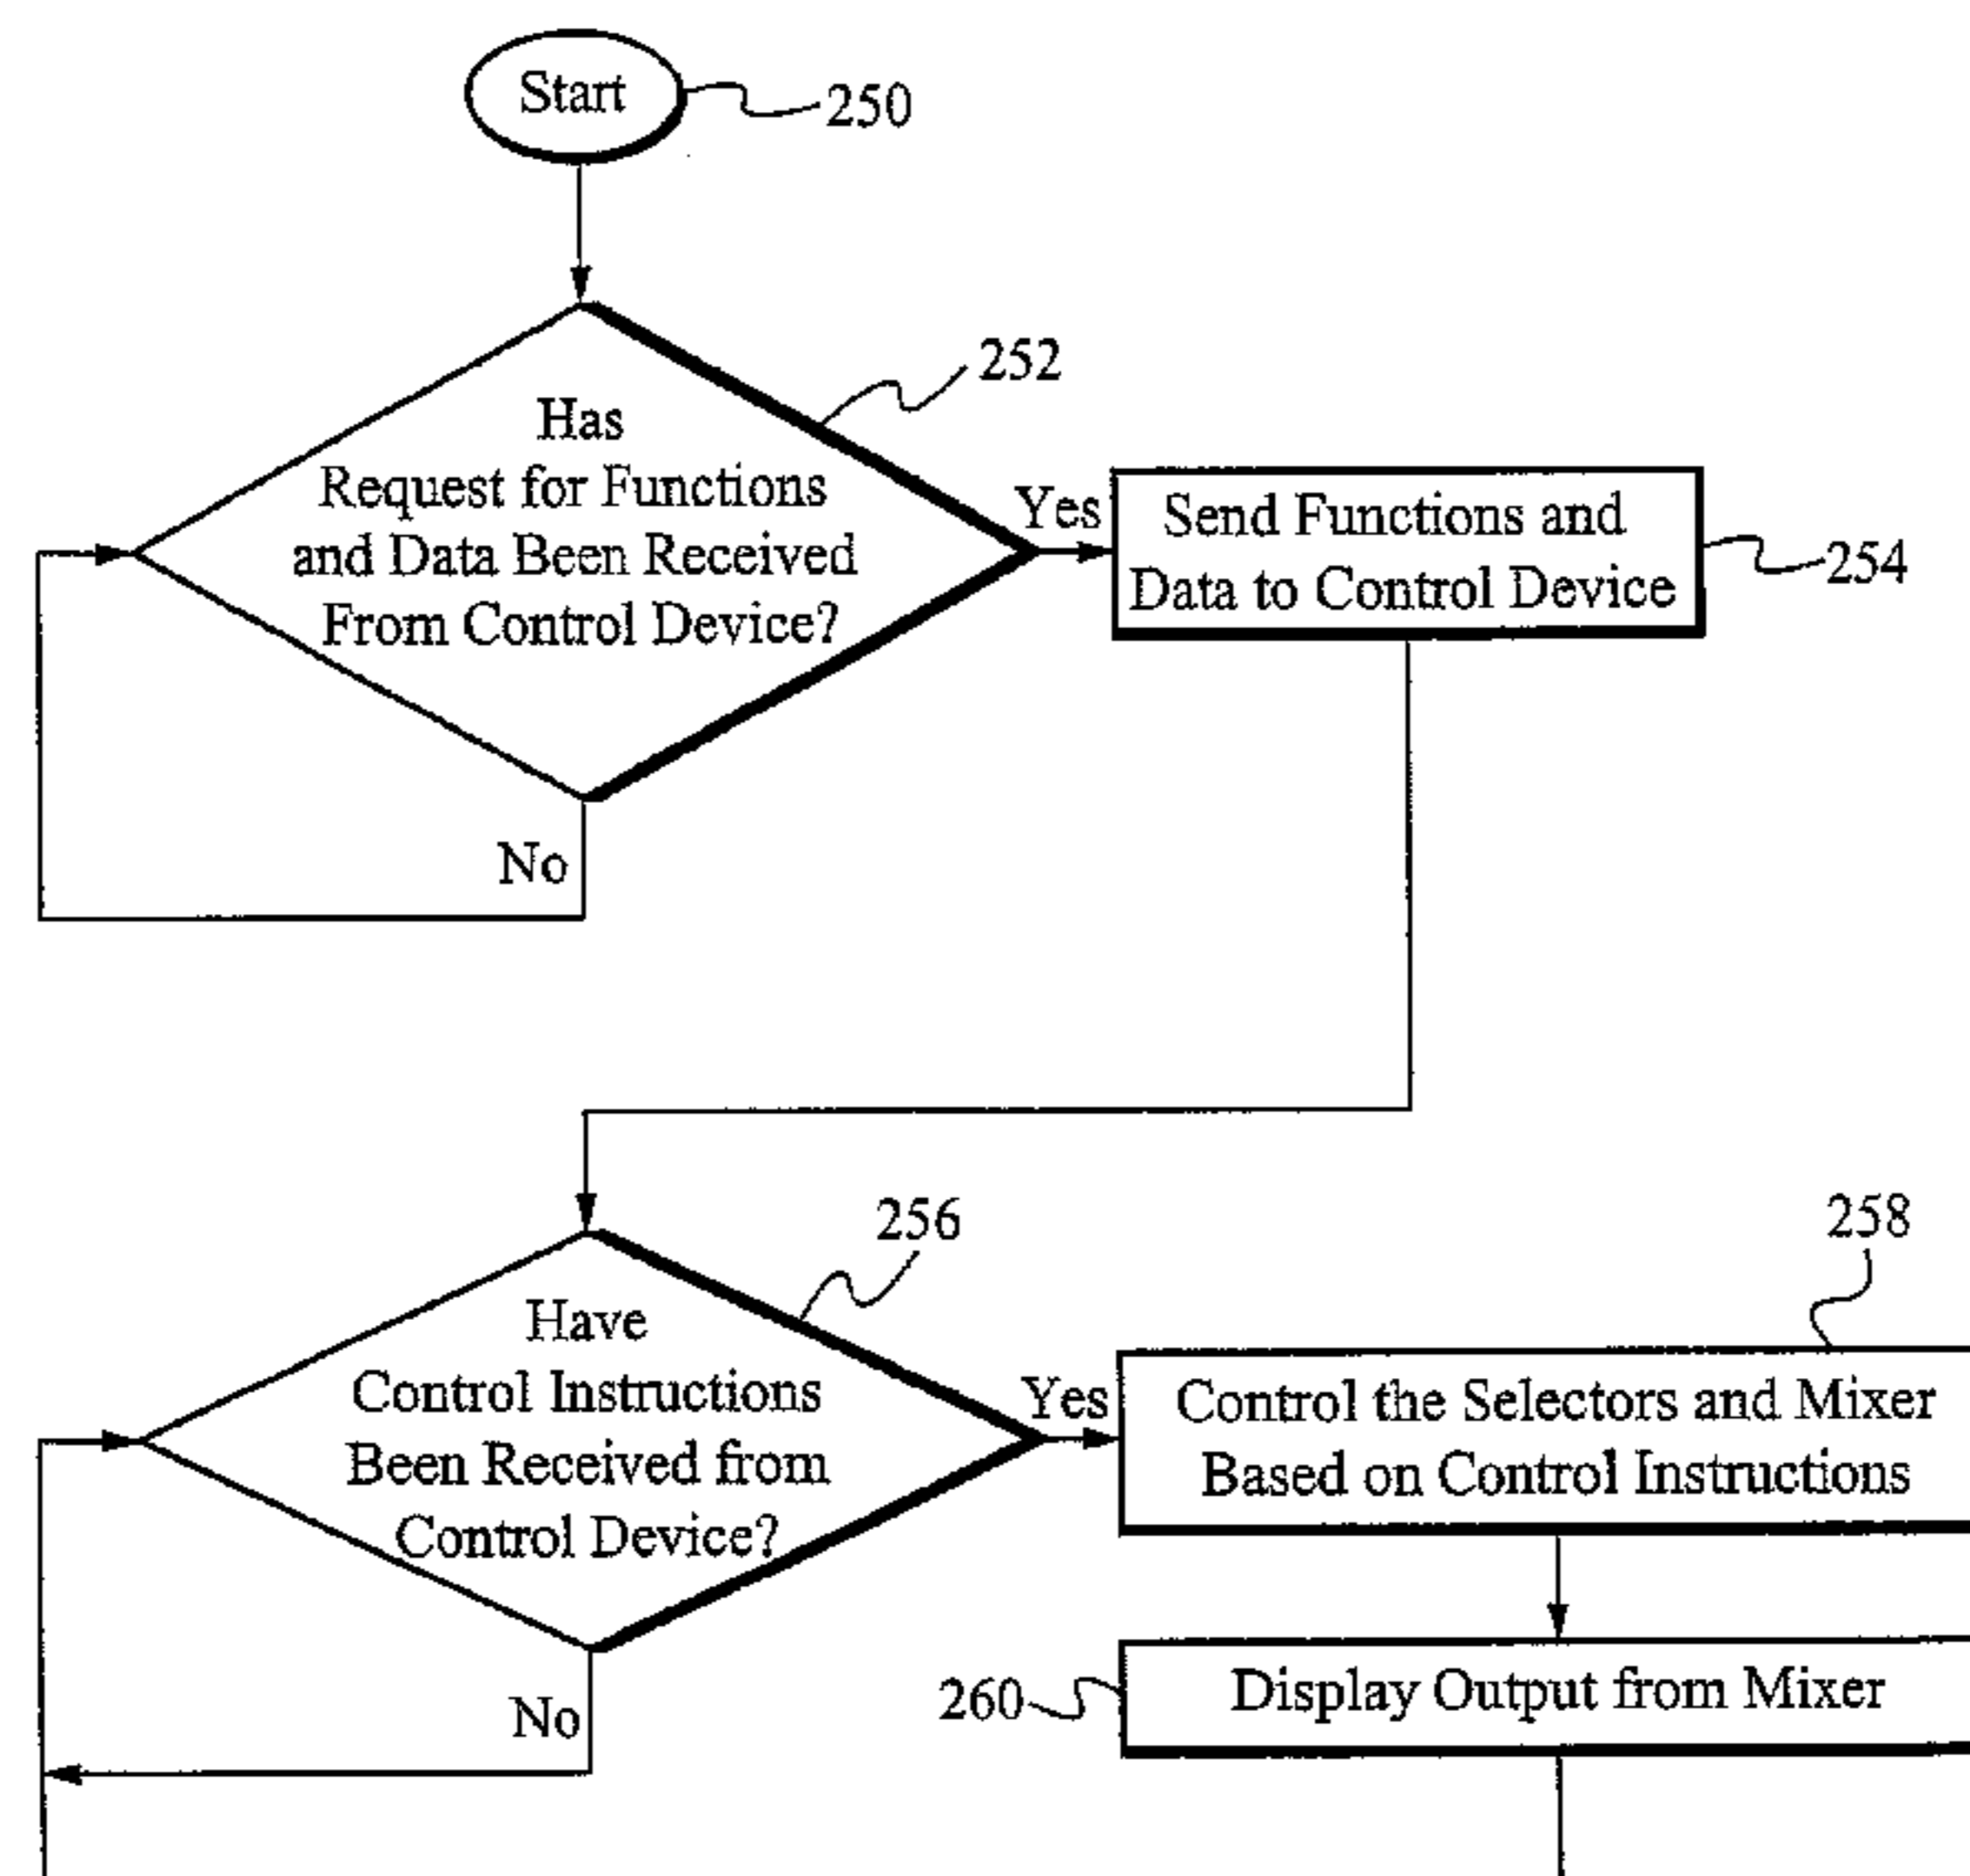 Start
250
252
Has
Request for Functions
and Data Been Received
From Control Device?
Yes
Send Functions and
Data to Control Device
254
No
256
258
Have
Control Instructions
Been Received from
Control Device?
Yes
Control the Selectors and Mixer
Based on Control Instructions
260
Display Output from Mixer
No